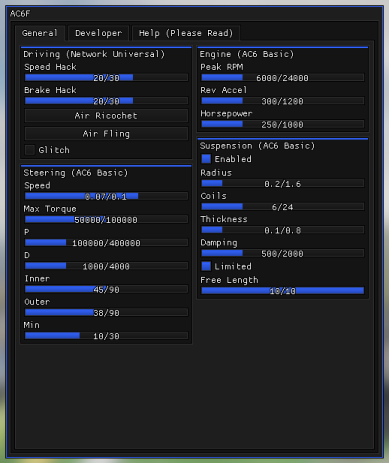 AC6F
General Developer Help (Please Read)
Driving (Network Universal)
Speed Hack
20/30
Brake Hack
20/30
Air Ricochet
Air Fling
Glitch
Steering (AC6 Basic)
Speed
0.07/0.1
Max Torque
50000/100000
P
100000/400000
D
1000/4000
Inner
45/90
Outer
38/90
Min
10/30
Engine (AC6 Basic)
Peak RPM
6000/24000
Rev Accel
300/1200
Horsepower
250/1000
Suspension (AC6 Basic)
Enabled
Radius
0.2/1.6
Coils
6/24
Thickness
0.1/0.8
Damping
500/2000
Limited
Free Length
10/10